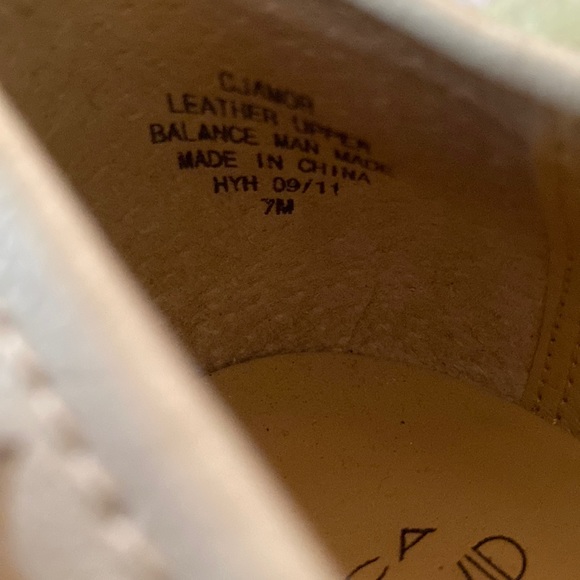 CJAMOR
LEATHER UPPER
BALANCE MAN MADE
MADE IN CHINA
HYH 09/11
7M